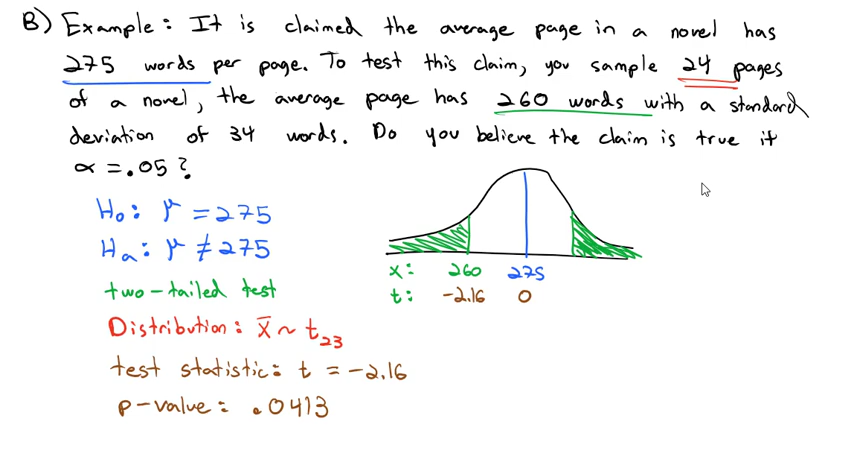 B) Example: It is claimed the average page in a novel has
275 words per page. To test this claim, you sample 24 pages
of a novel, the average page has 260 words with a standard
deviation of 34 words. Do you believe the claim is true if
α = .05?
H₀: μ = 275
Hₐ: μ ≠ 275
two-tailed test
Distribution: x̄ ~ t₂₃
test statistic: t = -2.16
p-value: .0413
x: 260 275
t: -2.16 0